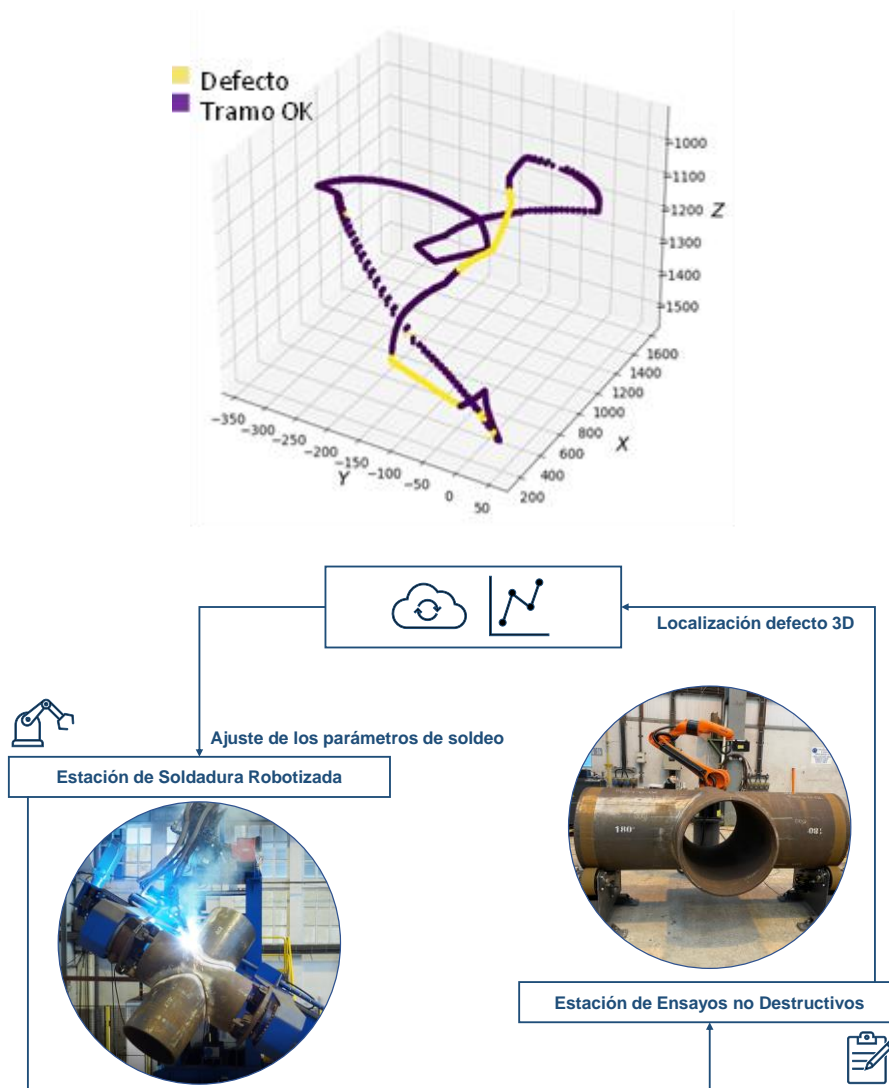 Defecto
Tramo OK
1000
1100
1200
Z
1300
1400
1500
1600
1400
1200
1000
800
600
400
200
X
-350
-300
-250
-200
-150
-100
-50
0
50
Y
Localización defecto 3D
Ajuste de los parámetros de soldeo
Estación de Soldadura Robotizada
180°
Estación de Ensayos no Destructivos